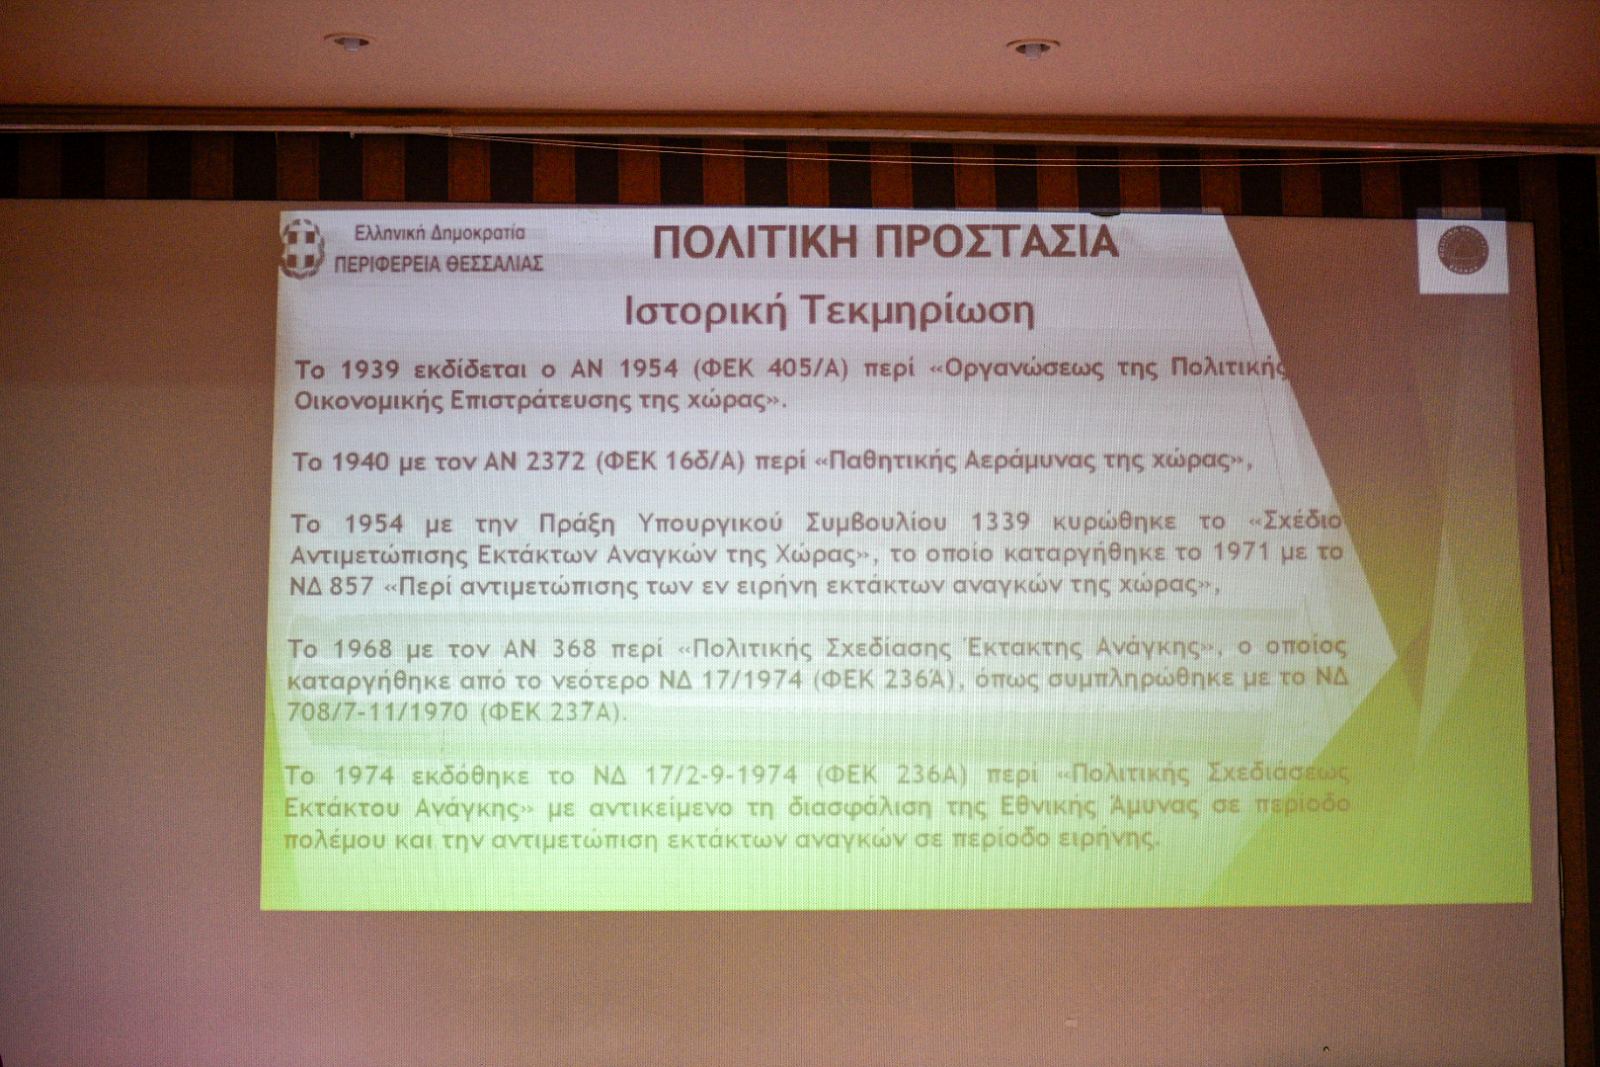 Ελληνική Δημοκρατία
ΠΕΡΙΦΕΡΕΙΑ ΘΕΣΣΑΛΙΑΣ
ΠΟΛΙΤΙΚΗ ΠΡΟΣΤΑΣΙΑ
Ιστορική Τεκμηρίωση
Το 1939 εκδίδεται ο ΑΝ 1954 (ΦΕΚ 405/Α) περί «Οργανώσεως της Πολιτικής
Οικονομικής Επιστράτευσης της χώρας».
Το 1940 με τον ΑΝ 2372 (ΦΕΚ 16δ/Α) περί «Παθητικής Αεράμυνας της χώρας»,
Το 1954 με την Πράξη Υπουργικού Συμβουλίου 1339 κυρώθηκε το «Σχέδιο
Αντιμετώπισης Εκτάκτων Αναγκών της Χώρας», το οποίο καταργήθηκε το 1971 με το
ΝΔ 857 «Περί αντιμετώπισης των εν ειρήνη εκτάκτων αναγκών της χώρας»,
Το 1968 με τον ΑΝ 368 περί «Πολιτικής Σχεδίασης Έκτακτης Ανάγκης», ο οποίος
καταργήθηκε από το νεότερο ΝΔ 17/1974 (ΦΕΚ 236Ά), όπως συμπληρώθηκε με το ΝΔ
708/7-11/1970 (ΦΕΚ 237Α).
Το 1974 εκδόθηκε το ΝΔ 17/2-9-1974 (ΦΕΚ 236Α) περί «Πολιτικής Σχεδιάσεως
Εκτάκτου Ανάγκης» με αντικείμενο τη διασφάλιση της Εθνικής Άμυνας σε περίοδο
πολέμου και την αντιμετώπιση εκτάκτων αναγκών σε περίοδο ειρήνης.